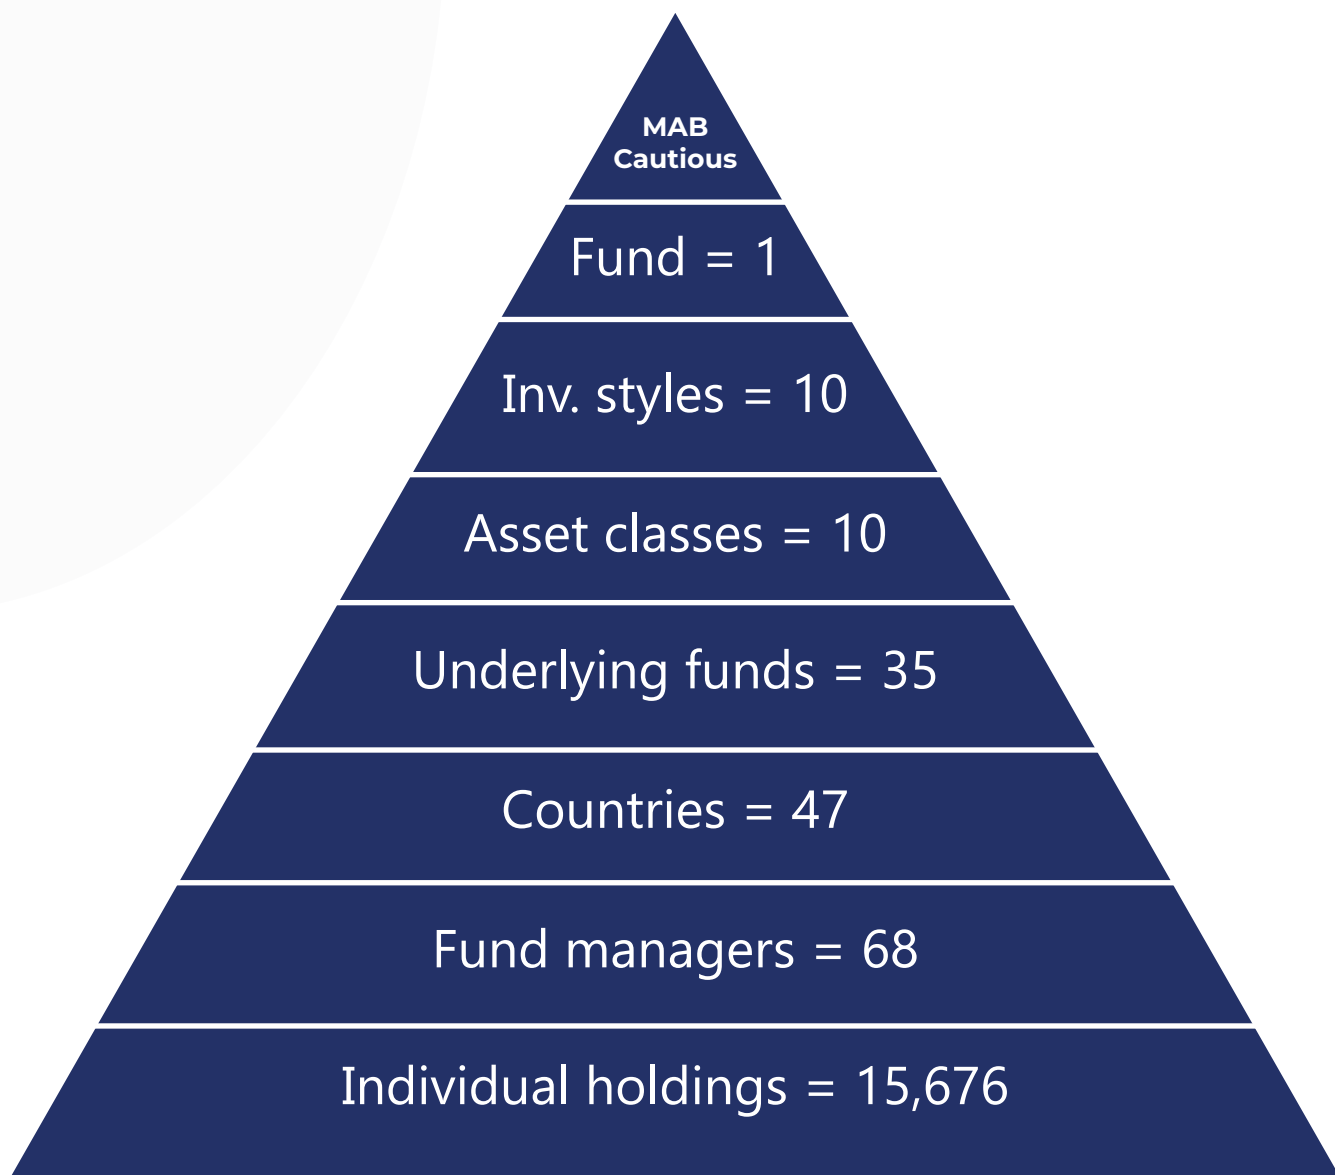 MAB
Cautious
Fund = 1
Inv. styles = 10
Asset classes = 10
Underlying funds = 35
Countries = 47
Fund managers = 68
Individual holdings = 15,676